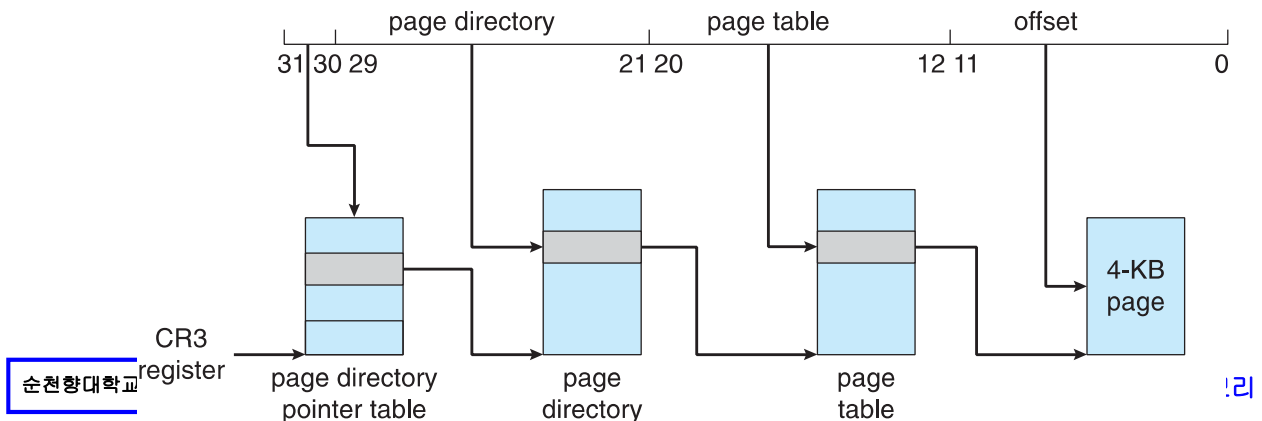 page directory page table offset
31 30 29 21 20 12 11 0
4-KB
page
CR3
register
순천향대학교
page directory
pointer table
page
directory
page
table
리